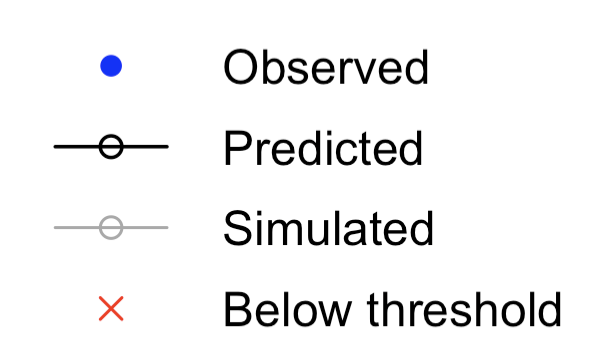 Observed
Predicted
Simulated
Below threshold